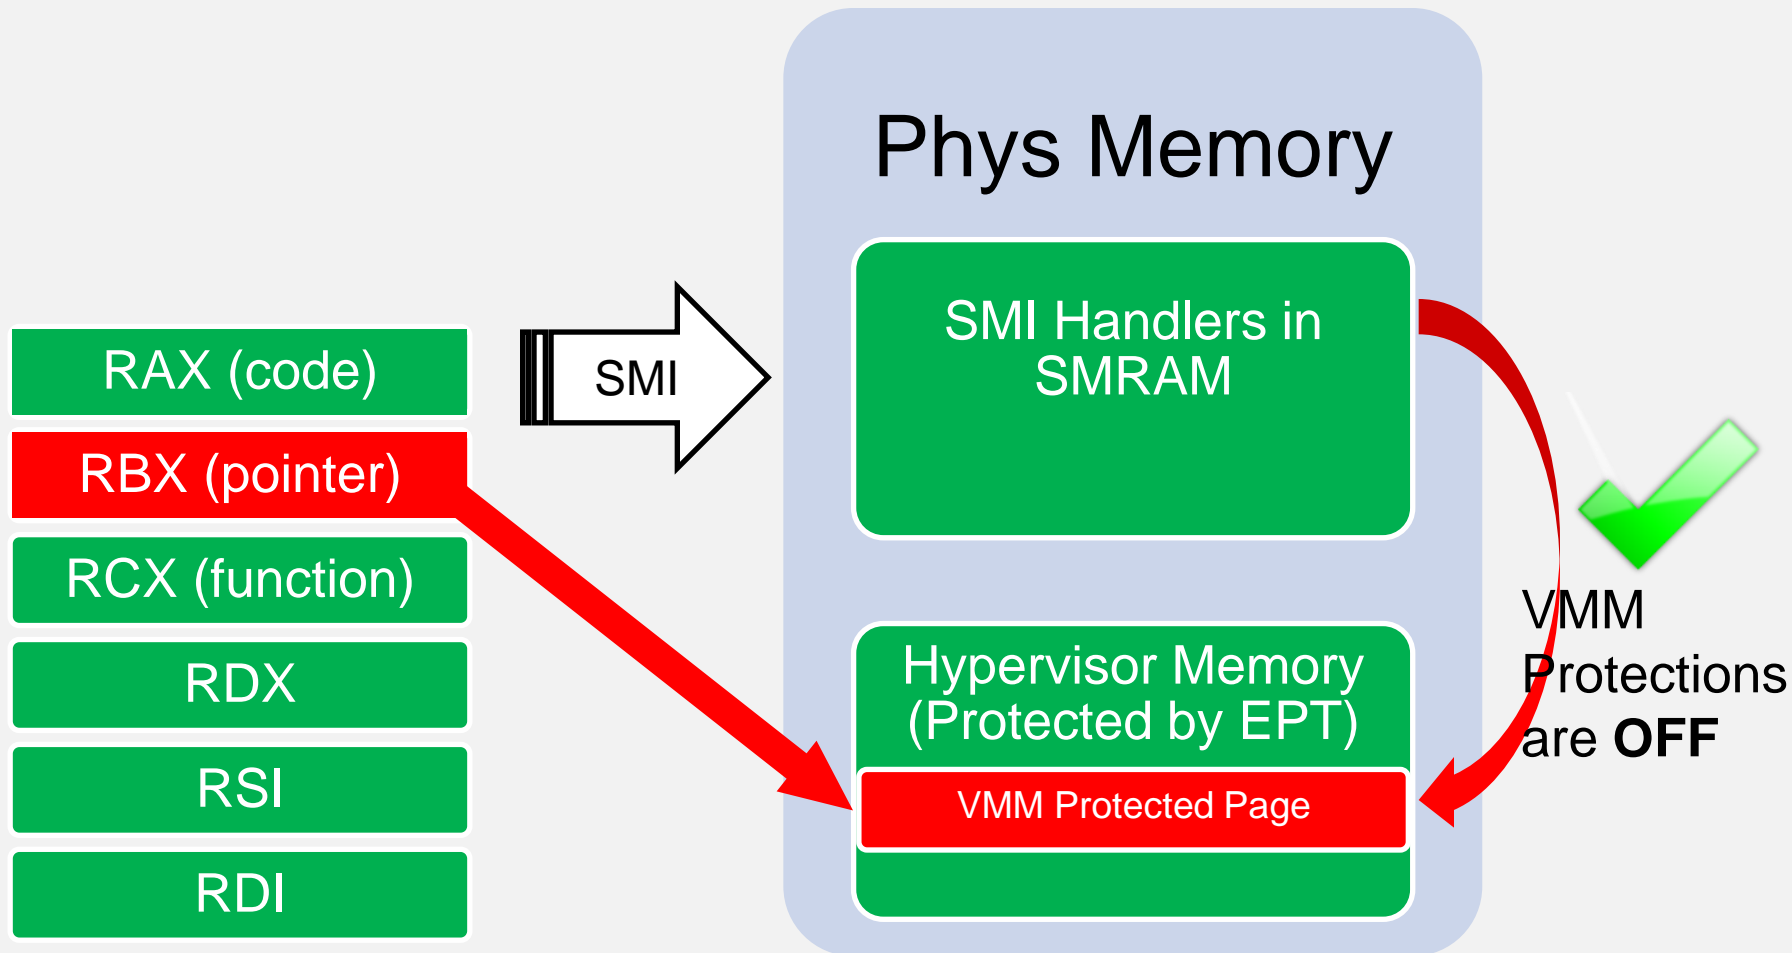 Phys Memory
SMI Handlers in
SMRAM
RAX (code)
SMI
RBX (pointer)
RCX (function)
RDX
RSI
RDI
Hypervisor Memory
(Protected by EPT)
VMM Protected Page
VMM
Protections
are OFF